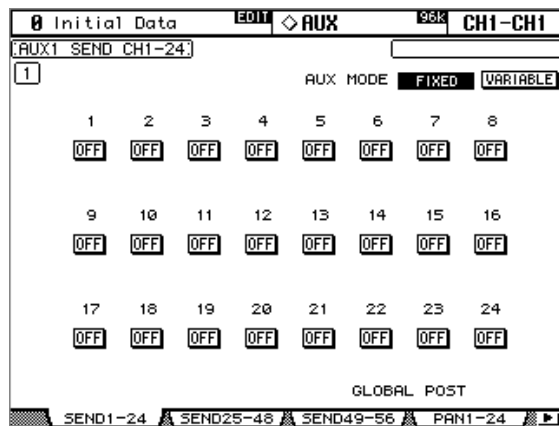 0 Initial Data EDIT ◇AUX 96K CH1-CH1
AUX1 SEND CH1-24
1 AUX MODE FIXED VARIABLE
1 2 3 4 5 6 7 8
OFF OFF OFF OFF OFF OFF OFF OFF
9 10 11 12 13 14 15 16
OFF OFF OFF OFF OFF OFF OFF OFF
17 18 19 20 21 22 23 24
OFF OFF OFF OFF OFF OFF OFF OFF
GLOBAL POST
SEND1-24 SEND25-48 SEND49-56 PAN1-24